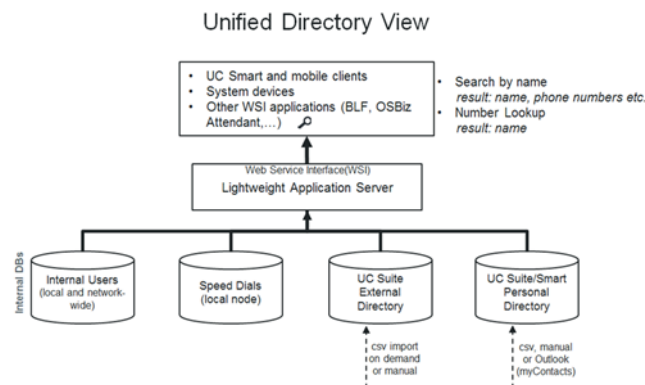 Unified Directory View
• UC Smart and mobile clients
• System devices
• Other WSI applications (BLF, OSBiz
Attendant,...)
• Search by name
result: name, phone numbers etc.
• Number Lookup
result: name
Web Service Interface(WSI)
Lightweight Application Server
Internal DBs
Internal Users
(local and network-
wide)
Speed Dials
(local node)
UC Suite
External
Directory
UC Suite/Smart
Personal
Directory
csv import
on demand
or manual
csv, manual
or Outlook
(myContacts)